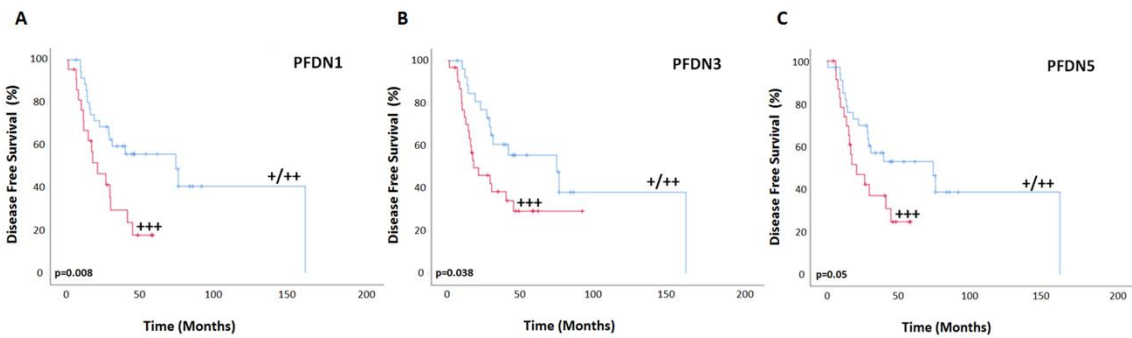 A
PFDN1
Disease Free Survival (%)
100
80
60
40
20
0
+/++
+++
p=0.008
0 50 100 150 200
Time (Months)
B
PFDN3
Disease Free Survival (%)
100
80
60
40
20
0
+/++
+++
p=0.038
0 50 100 150 200
Time (Months)
C
PFDN5
Disease Free Survival (%)
100
80
60
40
20
0
+/++
+++
p=0.05
0 50 100 150 200
Time (Months)